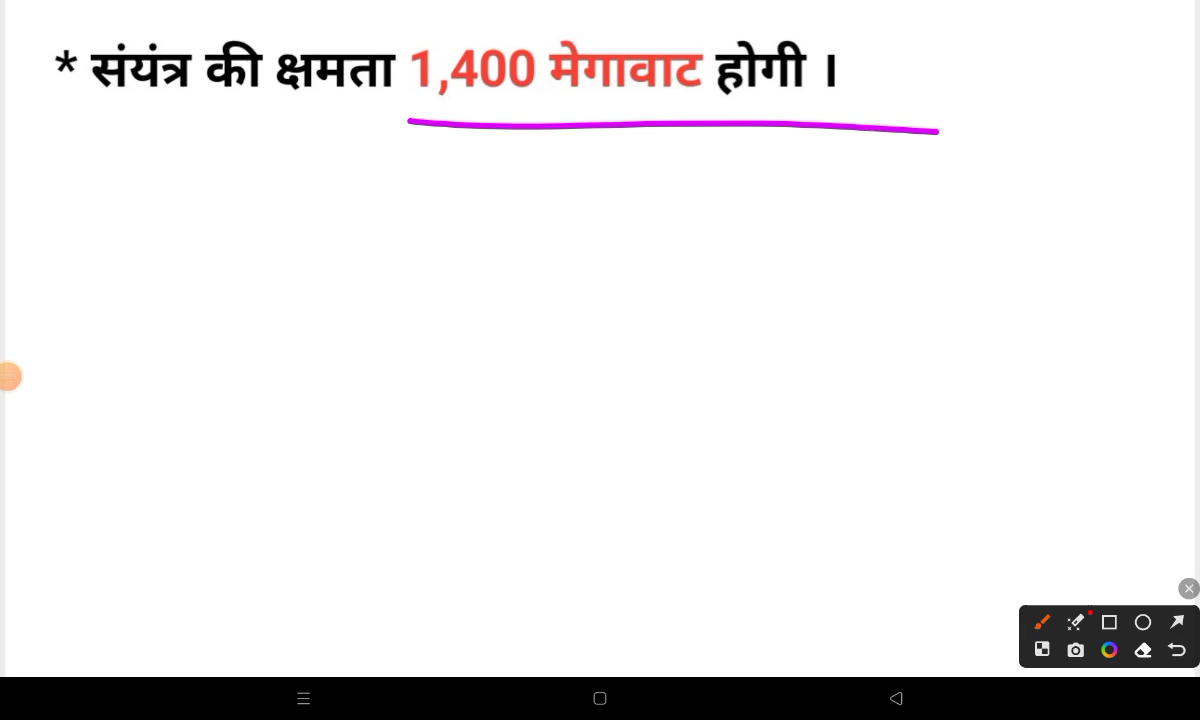 * संयंत्र की क्षमता 1,400 मेगावाट होगी ।